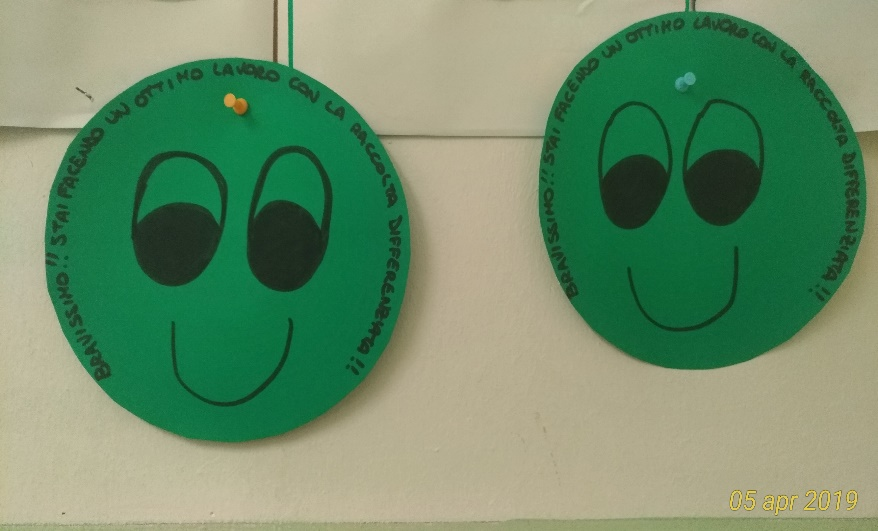 BRAVISSIMO!! STAI FACENDO UN OTTIMO LAVORO CON LA RACCOLTA DIFFERENZIATA!!
BRAVISSIMO!! STAI FACENDO UN OTTIMO LAVORO CON LA RACCOLTA DIFFERENZIATA!!
05 apr 2019